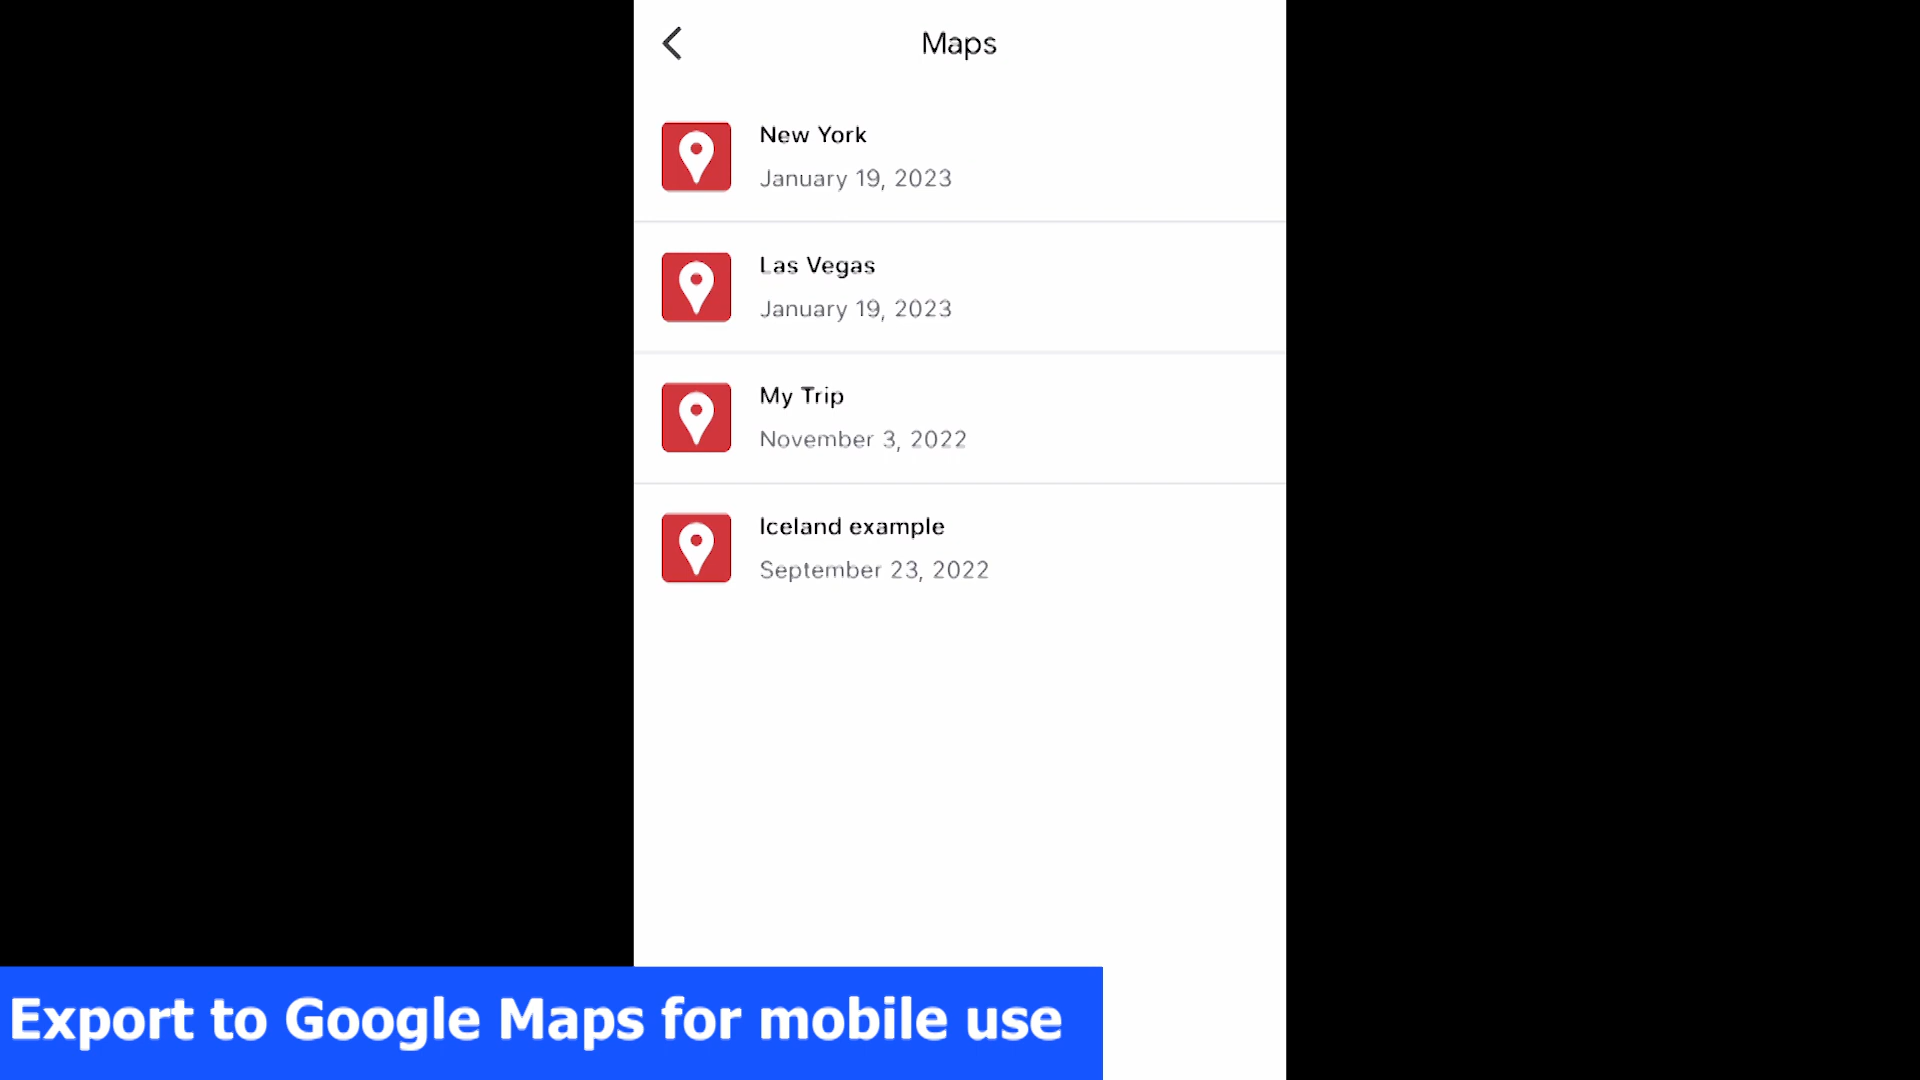 Maps
New York
January 19, 2023
Las Vegas
January 19, 2023
My Trip
November 3, 2022
Iceland example
September 23, 2022
Export to Google Maps for mobile use